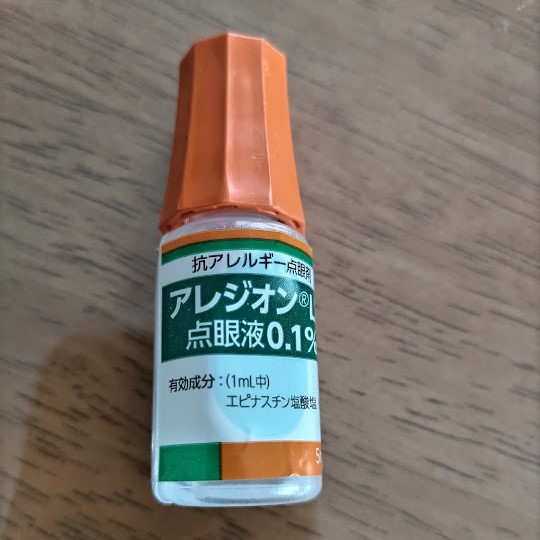 抗アレルギー点眼剤
アレジオン®L
点眼液0.1%
有効成分：(1mL中)
エピナスチン塩酸塩